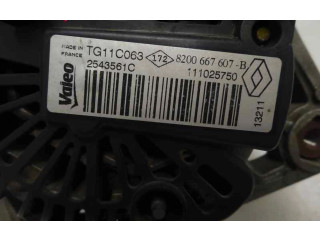 Valeo
MADE IN
FRANCE
TG11C063 172 8200 667 607-B
2543561C 111025750
13211